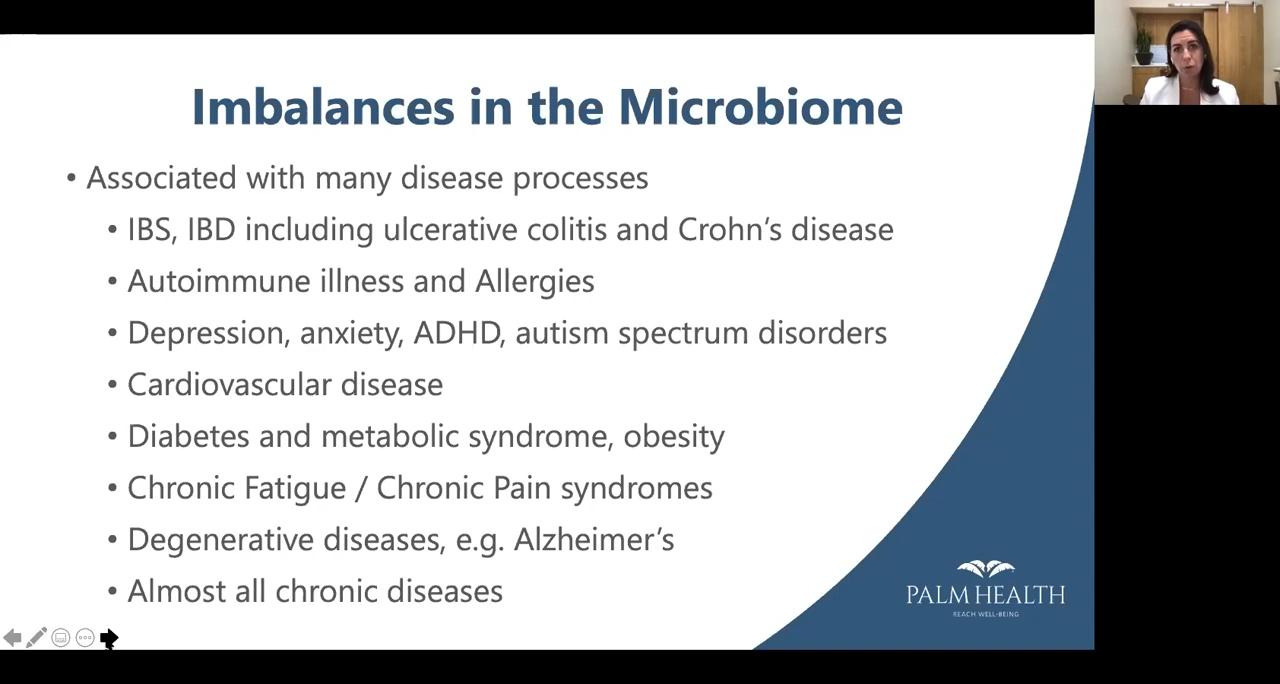 Imbalances in the Microbiome
• Associated with many disease processes
• IBS, IBD including ulcerative colitis and Crohn’s disease
• Autoimmune illness and Allergies
• Depression, anxiety, ADHD, autism spectrum disorders
• Cardiovascular disease
• Diabetes and metabolic syndrome, obesity
• Chronic Fatigue / Chronic Pain syndromes
• Degenerative diseases, e.g. Alzheimer’s
• Almost all chronic diseases
PALM HEALTH
REACH WELL-BEING